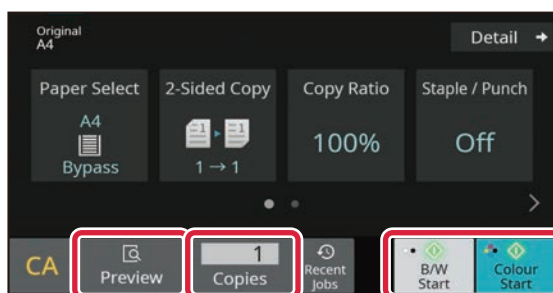 Original
A4
Detail
Paper Select
2-Sided Copy
Copy Ratio
Staple / Punch
A4
Bypass
1 → 1
100%
Off
CA
Preview
1
Copies
Recent
Jobs
B/W
Start
Colour
Start